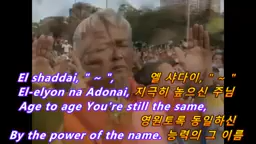 El shaddai, " ~ ", 엘 샤다이, " ~ "
El-elyon na Adonai, 지극히 높으신 주님
Age to age You're still the same,
영원토록 동일하신
By the power of the name. 능력의 그 이름